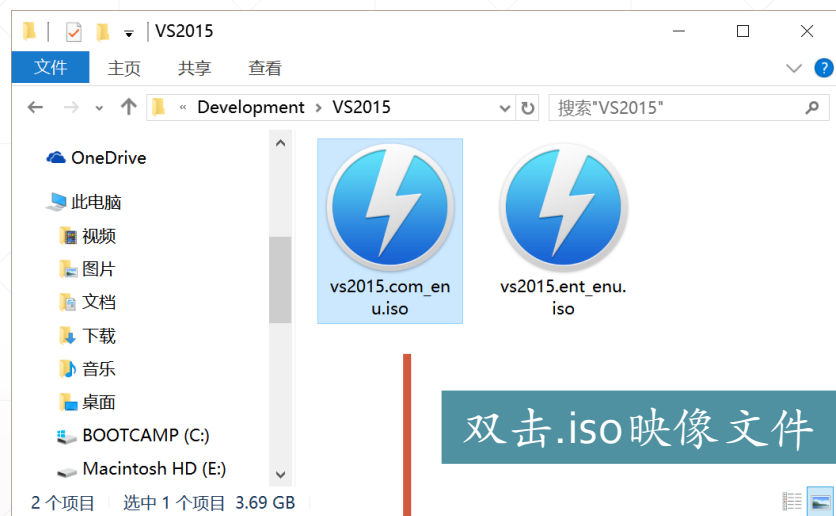 VS2015
文件 主页 共享 查看
« Development › VS2015
搜索"VS2015"
OneDrive
此电脑
视频
图片
文档
下载
音乐
桌面
BOOTCAMP (C:)
Macintosh HD (E:)
vs2015.com_en
u.iso
vs2015.ent_enu.
iso
双击.iso映像文件
2 个项目 选中 1 个项目 3.69 GB